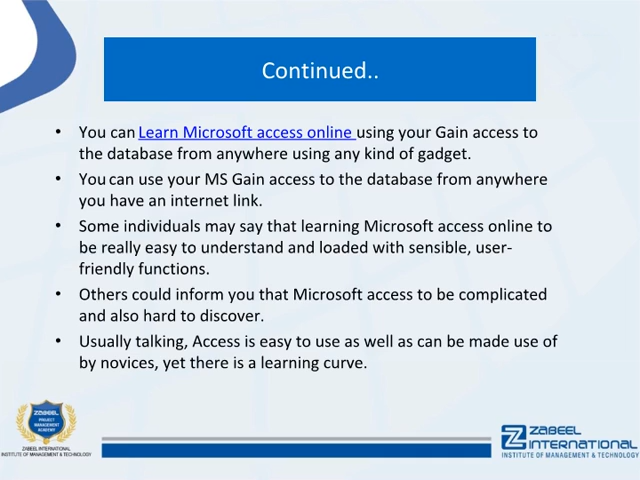 Continued..
• You can Learn Microsoft access online using your Gain access to
the database from anywhere using any kind of gadget.
• You can use your MS Gain access to the database from anywhere
you have an internet link.
• Some individuals may say that learning Microsoft access online to
be really easy to understand and loaded with sensible, user-
friendly functions.
• Others could inform you that Microsoft access to be complicated
and also hard to discover.
• Usually talking, Access is easy to use as well as can be made use of
by novices, yet there is a learning curve.
ZABEEL
PROJECT
MANAGEMENT
ACADEMY
ZABEEL INTERNATIONAL
INSTITUTE OF MANAGEMENT & TECHNOLOGY
ZABEEL
INTERNATIONAL
INSTITUTE OF MANAGEMENT & TECHNOLOGY